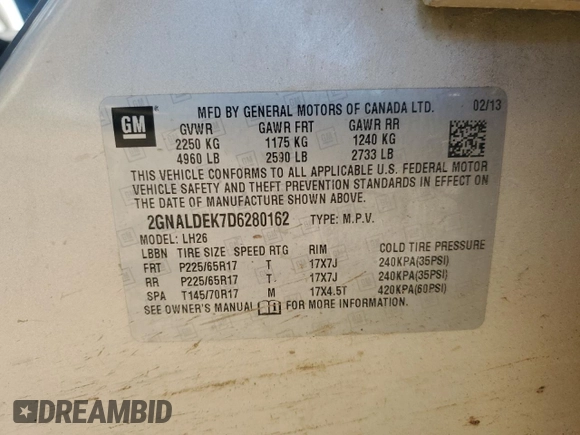 GM
MFD BY GENERAL MOTORS OF CANADA LTD. 02/13
GVWR GAWR FRT GAWR RR
2250 KG 1175 KG 1240 KG
4960 LB 2590 LB 2733 LB
THIS VEHICLE CONFORMS TO ALL APPLICABLE U.S. FEDERAL MOTOR
VEHICLE SAFETY AND THEFT PREVENTION STANDARDS IN EFFECT ON
THE DATE OF MANUFACTURE SHOWN ABOVE.
2GNALDEK7D6280162 TYPE: M.P.V.
MODEL: LH26
LBBN TIRE SIZE SPEED RTG RIM COLD TIRE PRESSURE
FRT P225/65R17 T 17X7J 240KPA(35PSI)
RR P225/65R17 T 17X7J 240KPA(35PSI)
SPA T145/70R17 M 17X4.5T 420KPA(60PSI)
SEE OWNER'S MANUAL FOR MORE INFORMATION.
DREAMBID